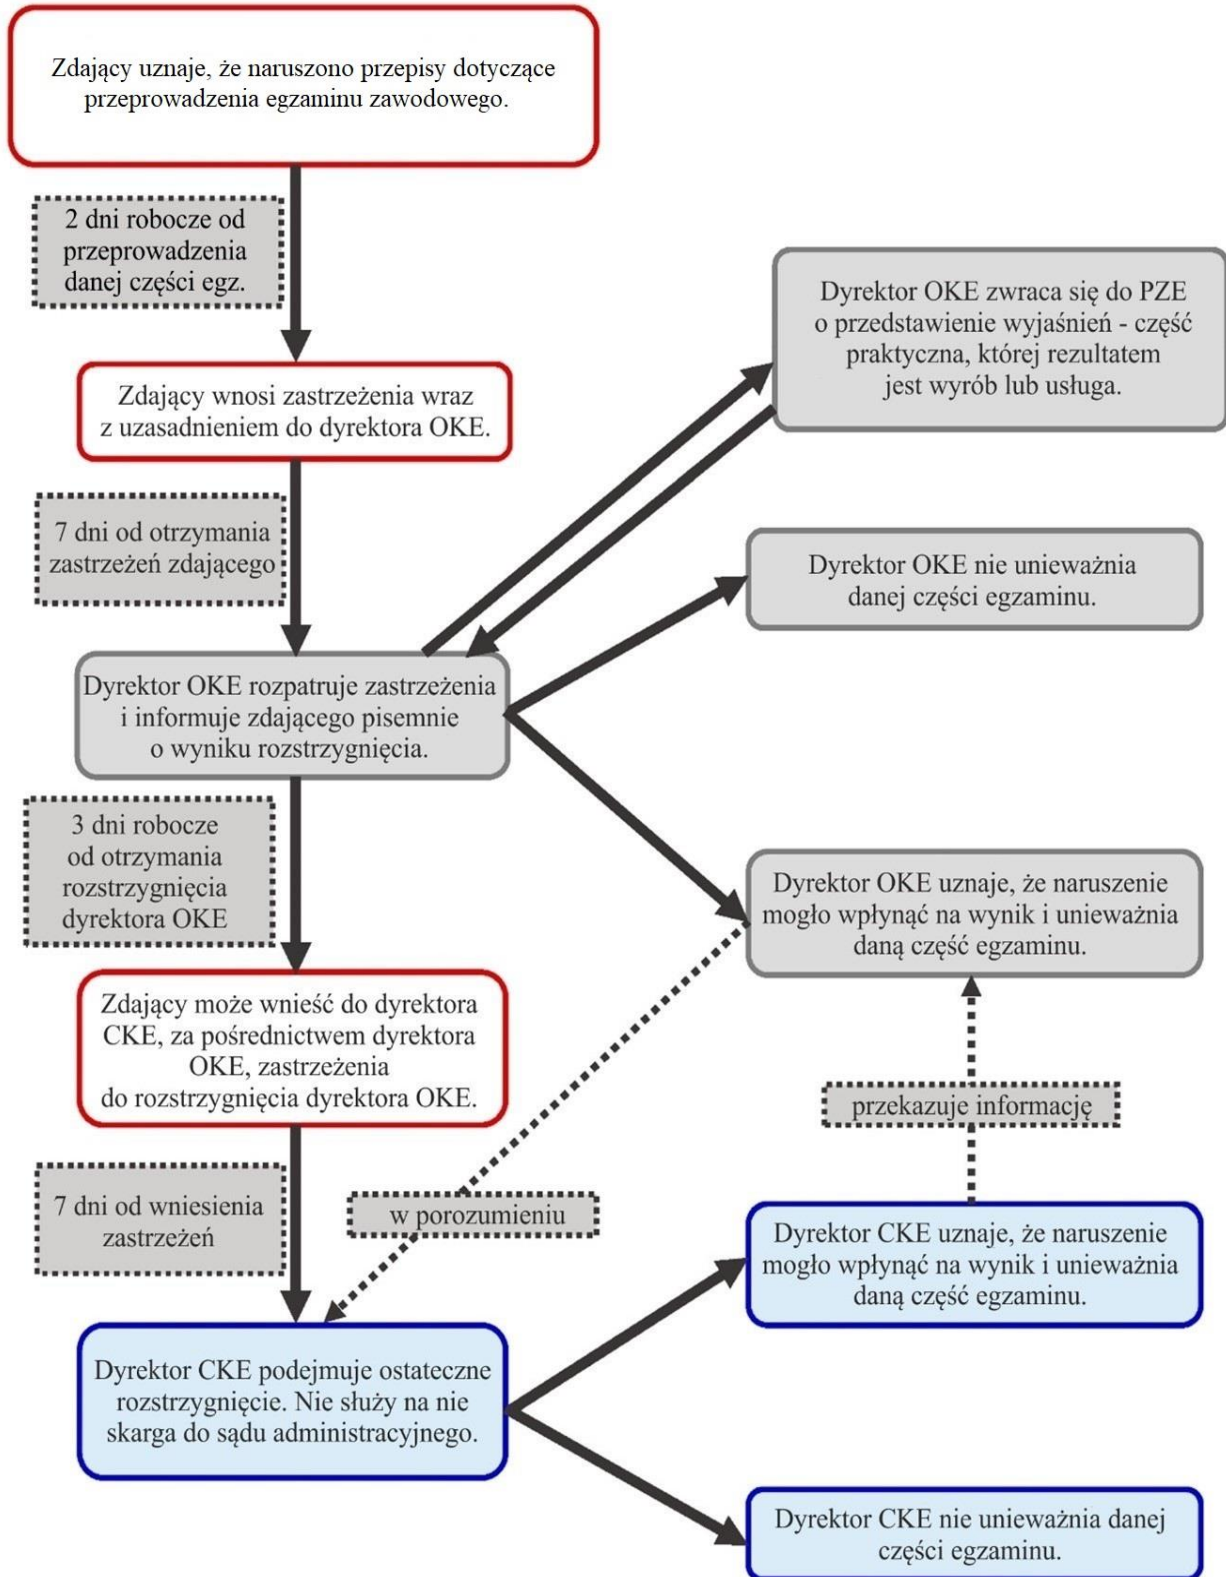 Zdający uznaje, że naruszono przepisy dotyczące
przeprowadzenia egzaminu zawodowego.
2 dni robocze od
przeprowadzenia
danej części egz.
Dyrektor OKE zwraca się do PZE
o przedstawienie wyjaśnień - część
praktyczna, której rezultatem
jest wyrób lub usługa.
Zdający wnosi zastrzeżenia wraz
z uzasadnieniem do dyrektora OKE.
7 dni od otrzymania
zastrzeżeń zdającego
Dyrektor OKE nie unieważnia
danej części egzaminu.
Dyrektor OKE rozpatruje zastrzeżenia
i informuje zdającego pisemnie
o wyniku rozstrzygnięcia.
3 dni robocze
od otrzymania
rozstrzygnięcia
dyrektora OKE
Dyrektor OKE uznaje, że naruszenie
mogło wpłynąć na wynik i unieważnia
daną część egzaminu.
Zdający może wnieść do dyrektora
CKE, za pośrednictwem dyrektora
OKE, zastrzeżenia
do rozstrzygnięcia dyrektora OKE.
przekazuje informację
7 dni od wniesienia
zastrzeżeń
w porozumieniu
Dyrektor CKE uznaje, że naruszenie
mogło wpłynąć na wynik i unieważnia
daną część egzaminu.
Dyrektor CKE podejmuje ostateczne
rozstrzygnięcie. Nie służy na nie
skarga do sądu administracyjnego.
Dyrektor CKE nie unieważnia danej
części egzaminu.